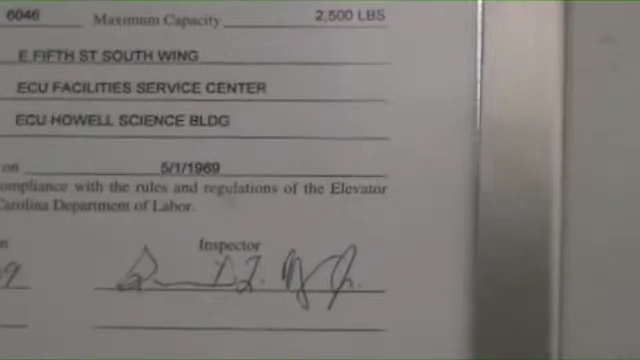 6046 Maximum Capacity 2,500 LBS
E FIFTH ST SOUTH WING
ECU FACILITIES SERVICE CENTER
ECU HOWELL SCIENCE BLDG
on 5/1/1969
ompliance with the rules and regulations of the Elevator
Carolina Department of Labor.
Inspector